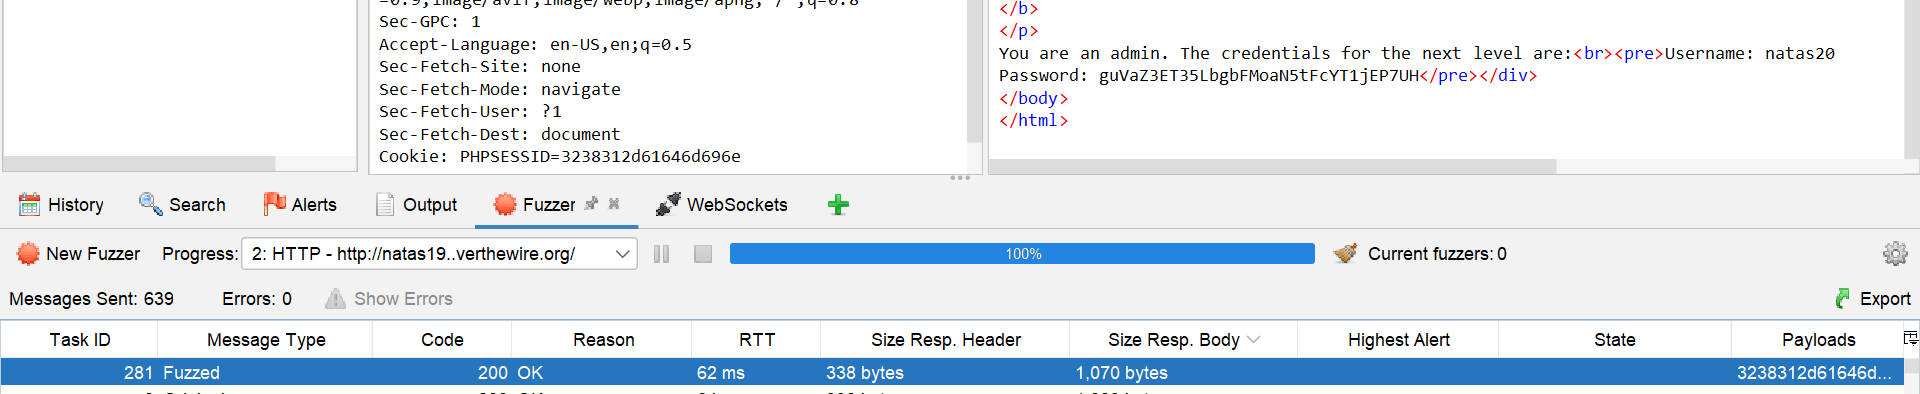 Sec-GPC: 1
Accept-Language: en-US,en;q=0.5
Sec-Fetch-Site: none
Sec-Fetch-Mode: navigate
Sec-Fetch-User: ?1
Sec-Fetch-Dest: document
Cookie: PHPSESSID=3238312d61646d696e
</b>
</p>
You are an admin. The credentials for the next level are:<br><pre>Username: natas20
Password: guVaZ3ET35LbgbFMoaN5tFcYT1jEP7UH</pre></div>
</body>
</html>
History Search Alerts Output Fuzzer WebSockets
New Fuzzer Progress: 2: HTTP - http://natas19..verthewire.org/ 100% Current fuzzers: 0
Messages Sent: 639 Errors: 0 Show Errors Export
Task ID Message Type Code Reason RTT Size Resp. Header Size Resp. Body Highest Alert State Payloads
281 Fuzzed 200 OK 62 ms 338 bytes 1,070 bytes 3238312d61646d...